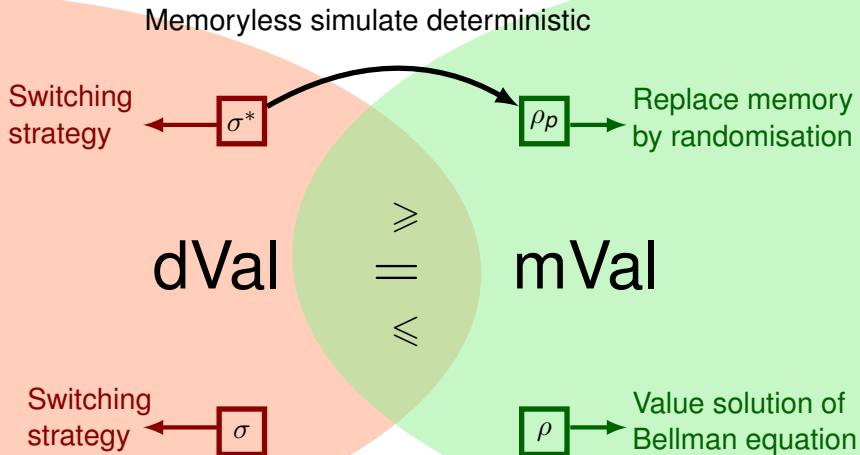 Memoryless simulate deterministic
Switching
strategy
σ*
ρp
Replace memory
by randomisation
⩾
dVal = mVal
⩽
Switching
strategy
σ
ρ
Value solution of
Bellman equation